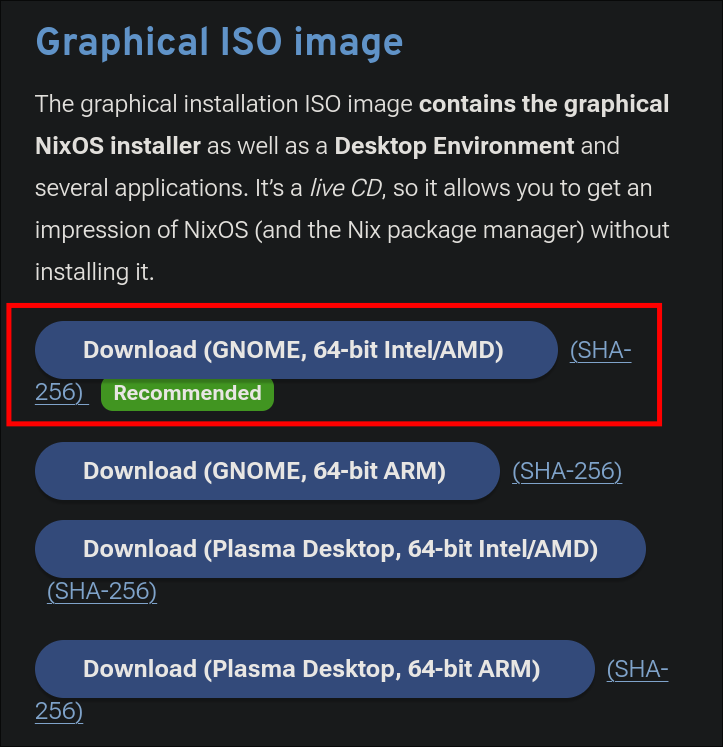 Graphical ISO image
The graphical installation ISO image contains the graphical
NixOS installer as well as a Desktop Environment and
several applications. It’s a live CD, so it allows you to get an
impression of NixOS (and the Nix package manager) without
installing it.
Download (GNOME, 64-bit Intel/AMD) (SHA-
256) Recommended
Download (GNOME, 64-bit ARM) (SHA-256)
Download (Plasma Desktop, 64-bit Intel/AMD)
(SHA-256)
Download (Plasma Desktop, 64-bit ARM) (SHA-
256)